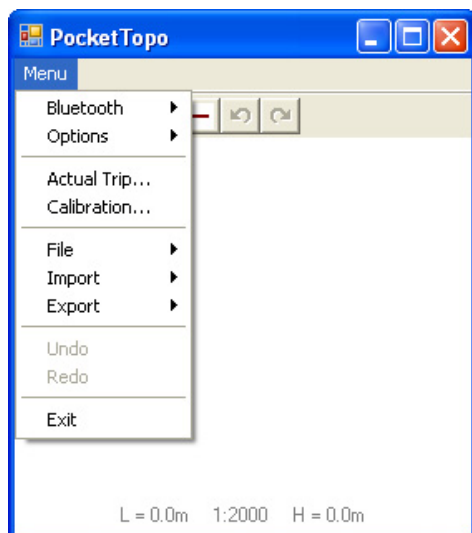 PocketTopo
Menu
Bluetooth
Options
Actual Trip...
Calibration...
File
Import
Export
Undo
Redo
Exit
L = 0.0m 1:2000 H = 0.0m